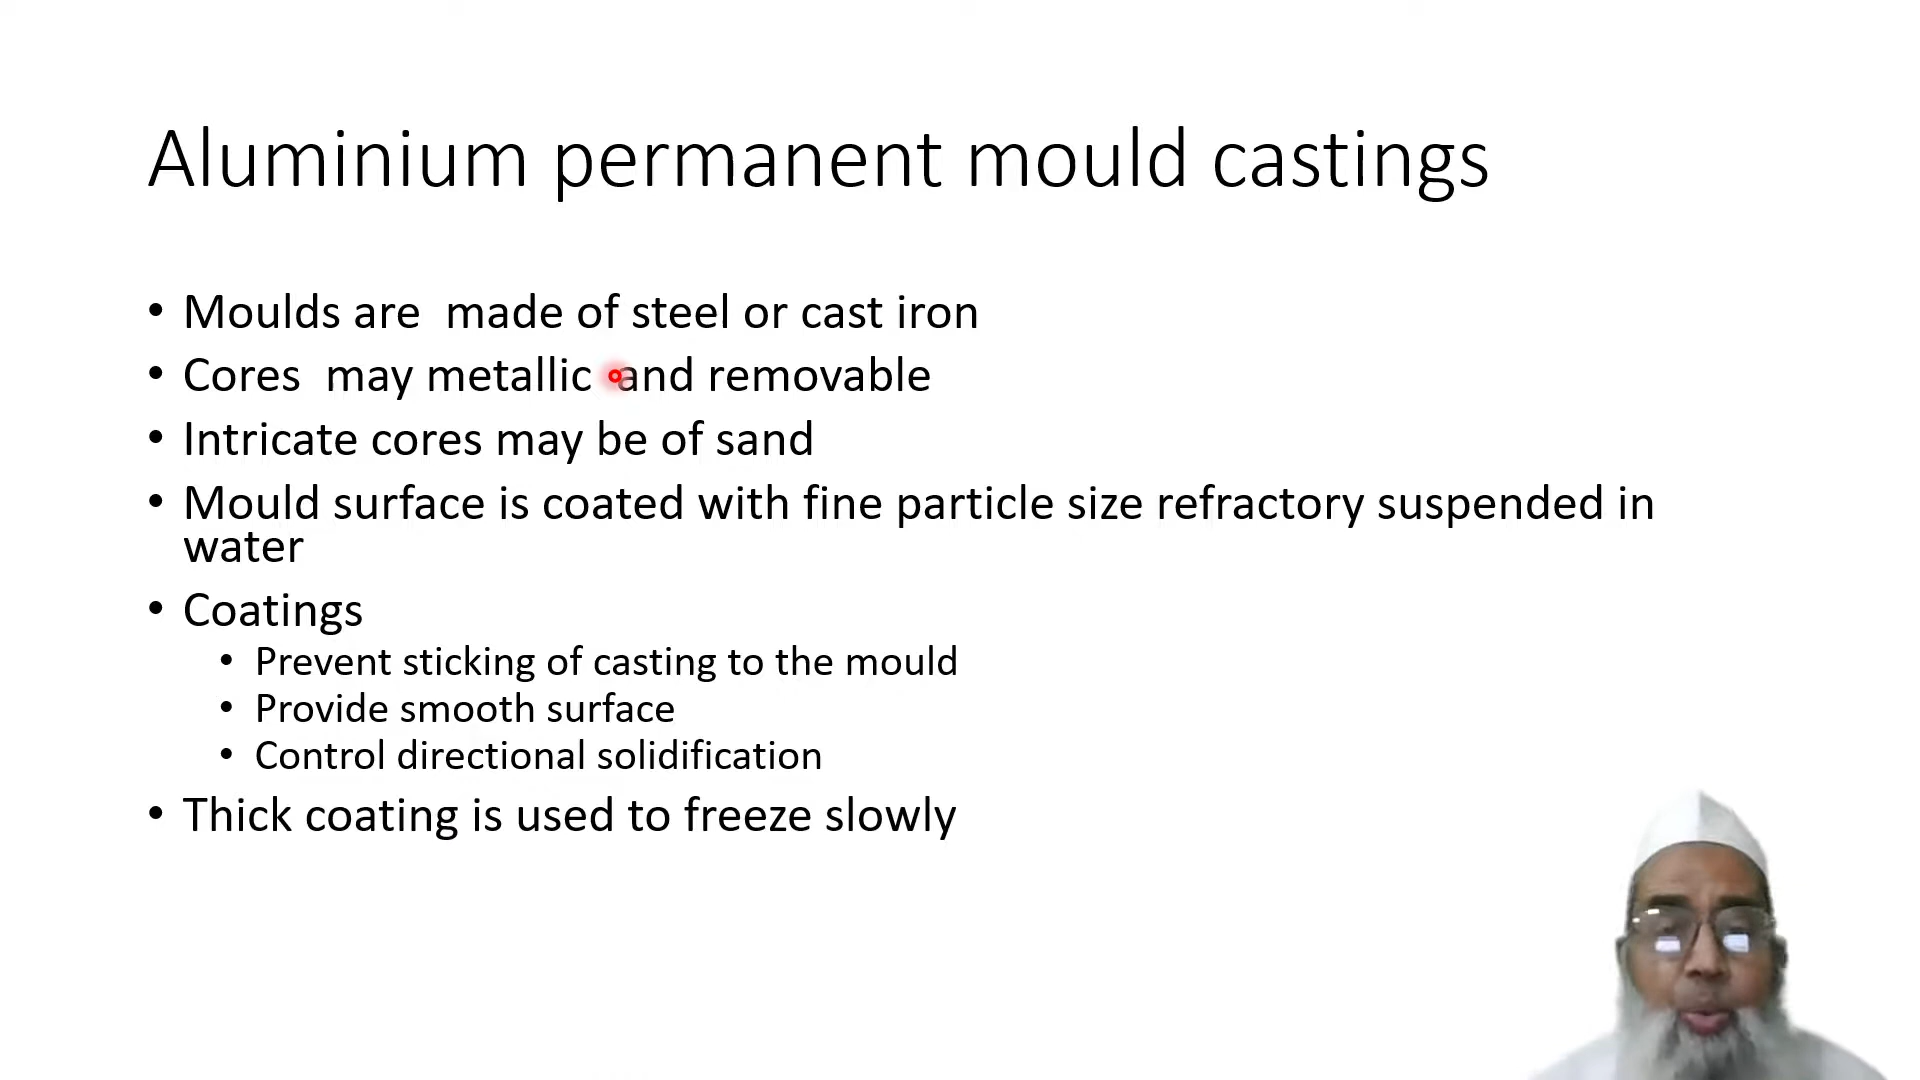 Aluminium permanent mould castings
• Moulds are made of steel or cast iron
• Cores may metallic and removable
• Intricate cores may be of sand
• Mould surface is coated with fine particle size refractory suspended in
water
• Coatings
• Prevent sticking of casting to the mould
• Provide smooth surface
• Control directional solidification
• Thick coating is used to freeze slowly